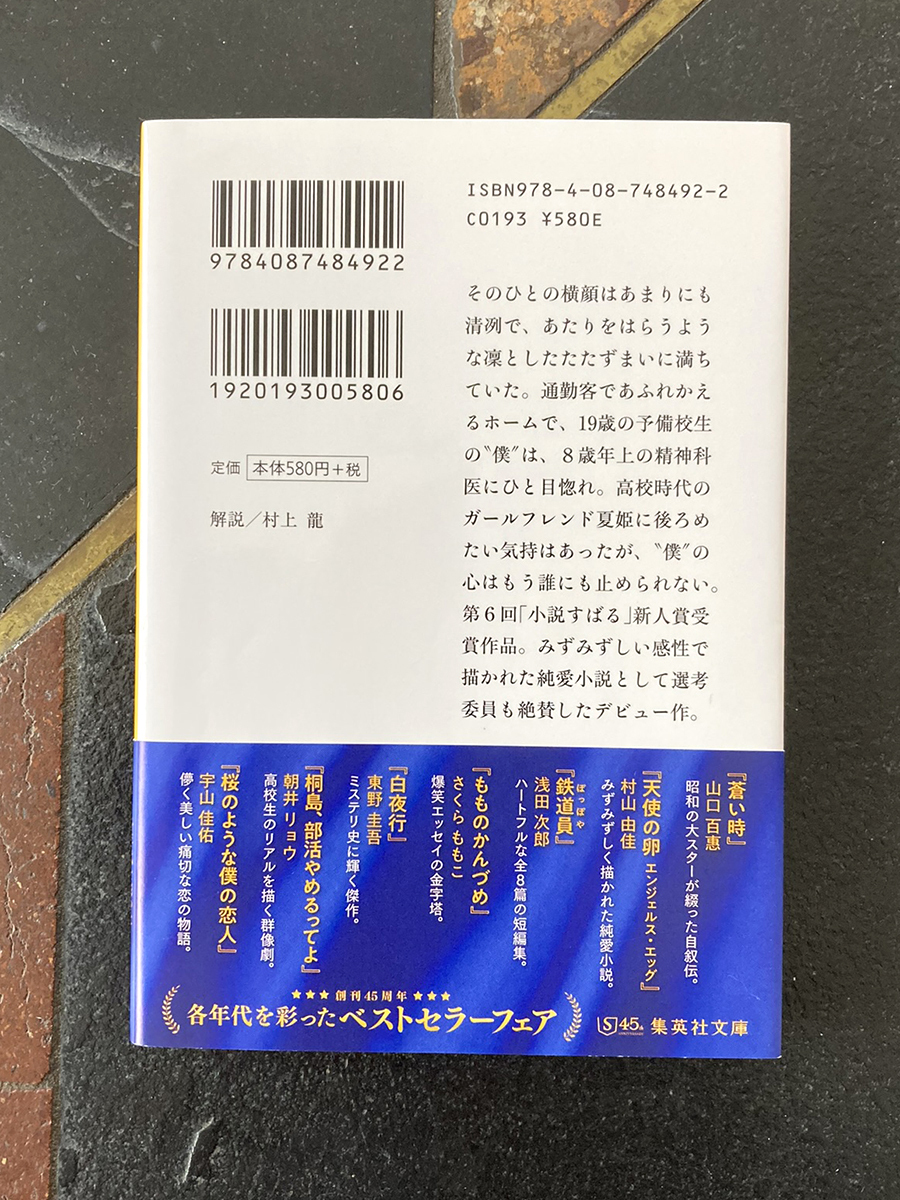 9784087484922
1920193005806
定価 本体580円+税
解説/村上 龍
ISBN978-4-08-748492-2
C0193 ¥580E
そのひとの横顔はあまりにも
清冽で、あたりをはらうよう
な凜としたたたずまいに満ち
ていた。通勤客であふれかえ
るホームで、19歳の予備校生
の〝僕〟は、8歳年上の精神科
医にひと目惚れ。高校時代の
ガールフレンド夏姫に後ろめ
たい気持はあったが、〝僕〟の
心はもう誰にも止められない。
第6回「小説すばる」新人賞受
賞作品。みずみずしい感性で
描かれた純愛小説として選考
委員も絶賛したデビュー作。
『蒼い時』
山口 百惠
昭和の大スターが綴った自叙伝。
『天使の卵 エンジェルス・エッグ』
村山 由佳
みずみずしく描かれた純愛小説。
『鉄道員』
ぽっぽや
浅田 次郎
ハートフルな全8篇の短編集。
『もものかんづめ』
さくら ももこ
爆笑エッセイの金字塔。
『白夜行』
東野 圭吾
ミステリ史に輝く傑作。
『桐島、部活やめるってよ』
朝井 リョウ
高校生のリアルを描く群像劇。
『桜のような僕の恋人』
宇山 佳佑
儚く美しい痛切な恋の物語。
★★★ 創刊45周年 ★★★
各年代を彩ったベストセラーフェア
S 45th 集英社文庫